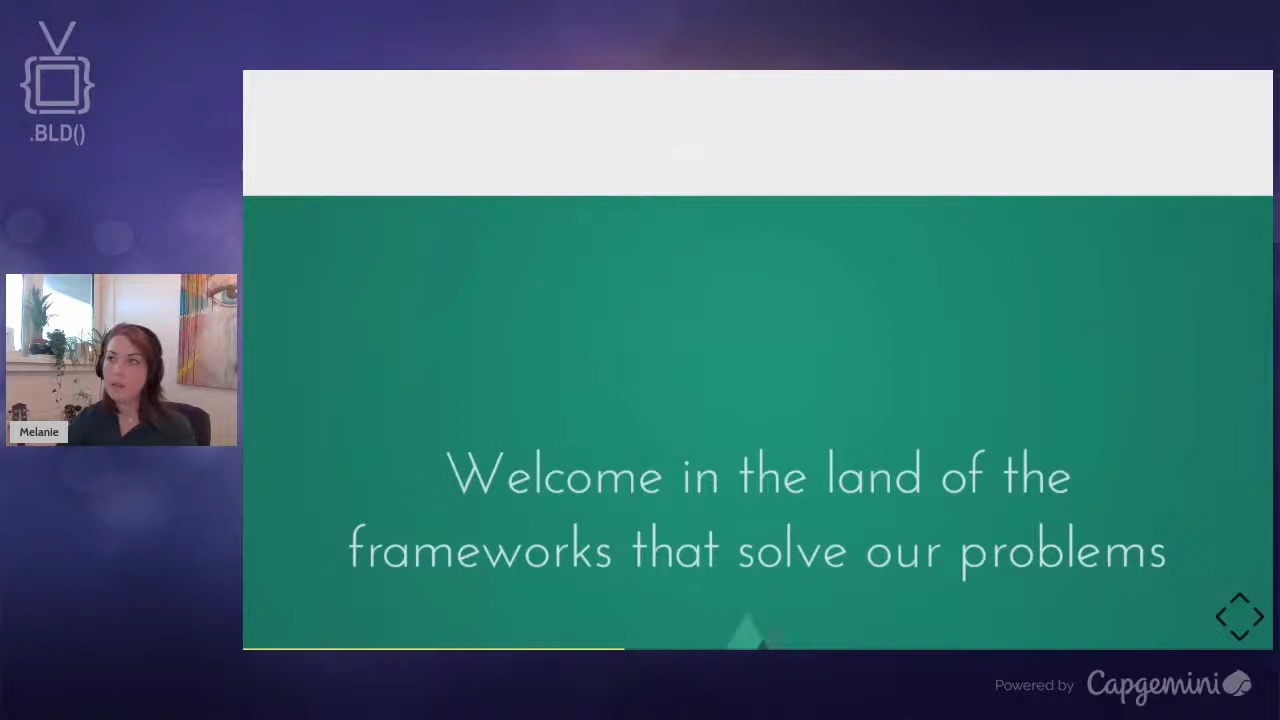 .BLD()
Melanie
Welcome in the land of the
frameworks that solve our problems
Powered by Capgemini